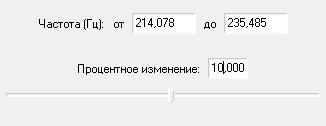 Частота (Гц): от 214,078 до 235,485
Процентное изменение: 10,000